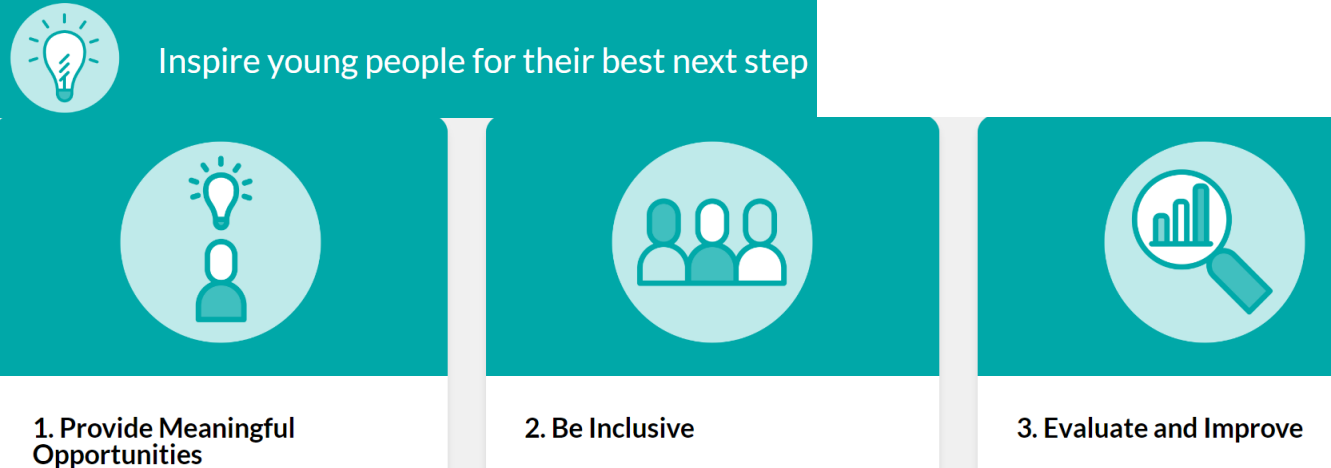 Inspire young people for their best next step
1. Provide Meaningful
Opportunities
2. Be Inclusive
3. Evaluate and Improve